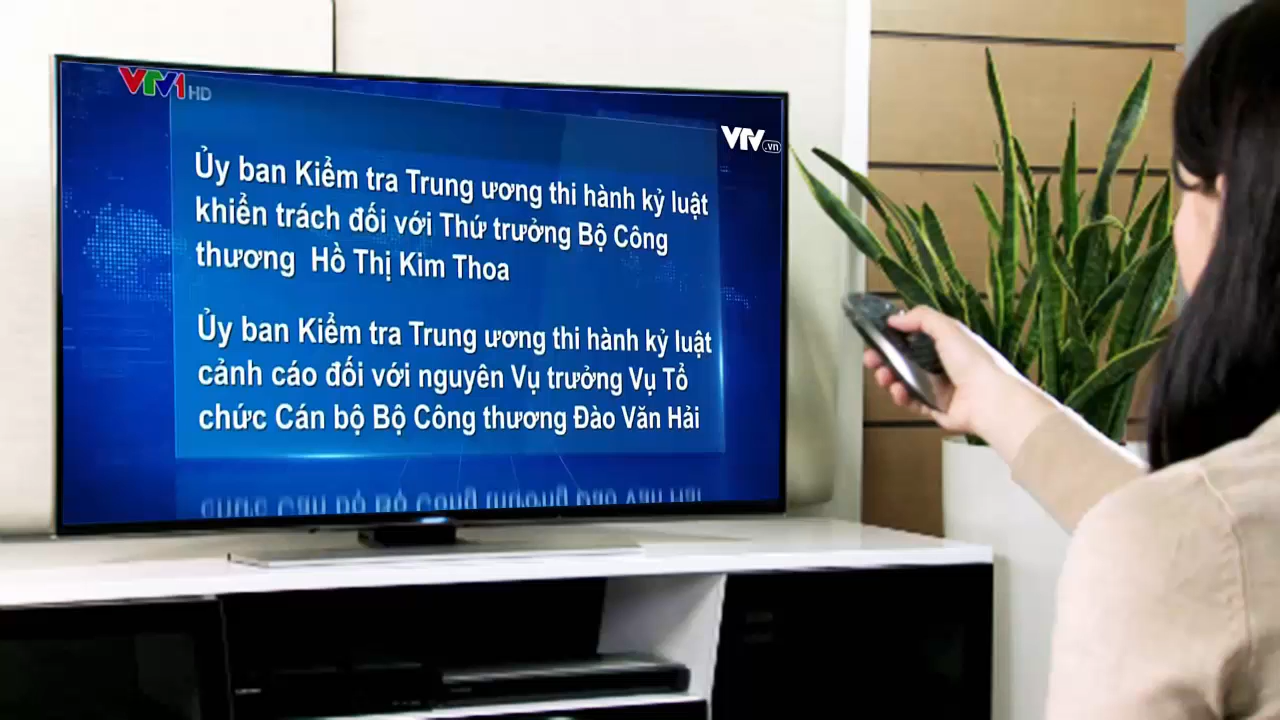 VTV1 HD
VTV.vn
Ủy ban Kiểm tra Trung ương thi hành kỷ luật
khiển trách đối với Thứ trưởng Bộ Công
thương Hồ Thị Kim Thoa
Ủy ban Kiểm tra Trung ương thi hành kỷ luật
cảnh cáo đối với nguyên Vụ trưởng Vụ Tổ
chức Cán bộ Bộ Công thương Đào Văn Hải